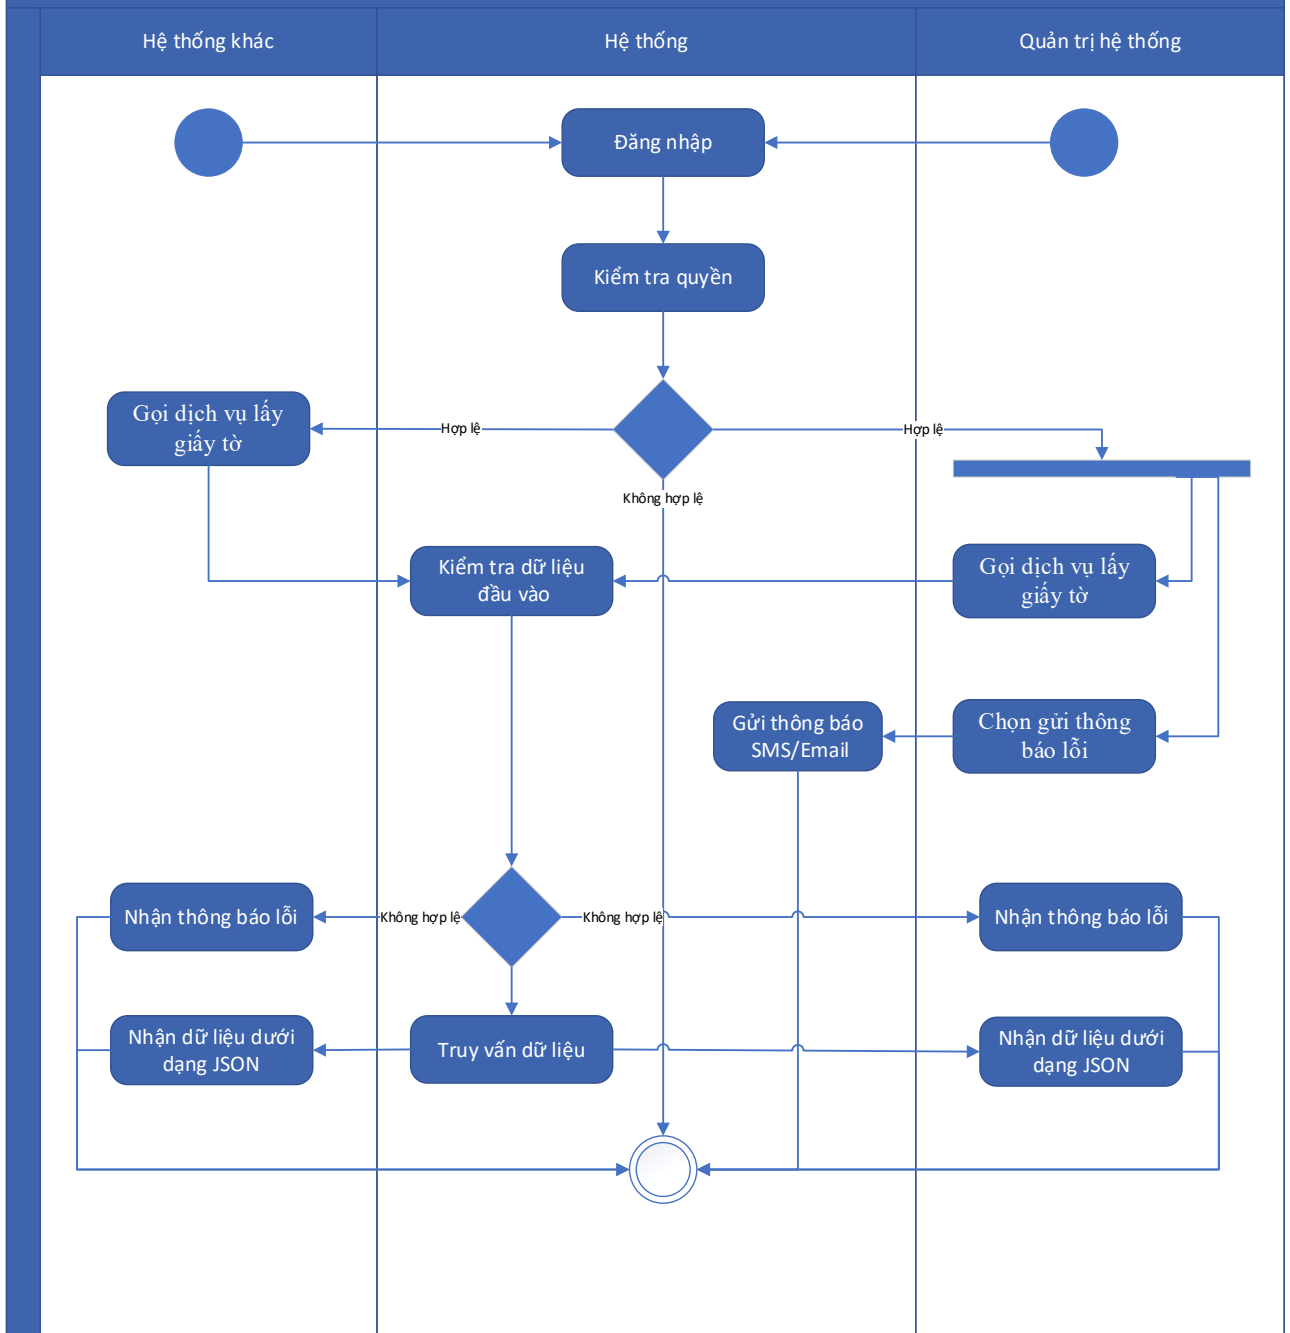 Hệ thống khác
Hệ thống
Quản trị hệ thống
Đăng nhập
Kiểm tra quyền
Gọi dịch vụ lấy
giấy tờ
Hợp lệ
Hợp lệ
Không hợp lệ
Kiểm tra dữ liệu
đầu vào
Gọi dịch vụ lấy
giấy tờ
Gửi thông báo
SMS/Email
Chọn gửi thông
báo lỗi
Nhận thông báo lỗi
Không hợp lệ
Không hợp lệ
Nhận thông báo lỗi
Nhận dữ liệu dưới
dạng JSON
Truy vấn dữ liệu
Nhận dữ liệu dưới
dạng JSON